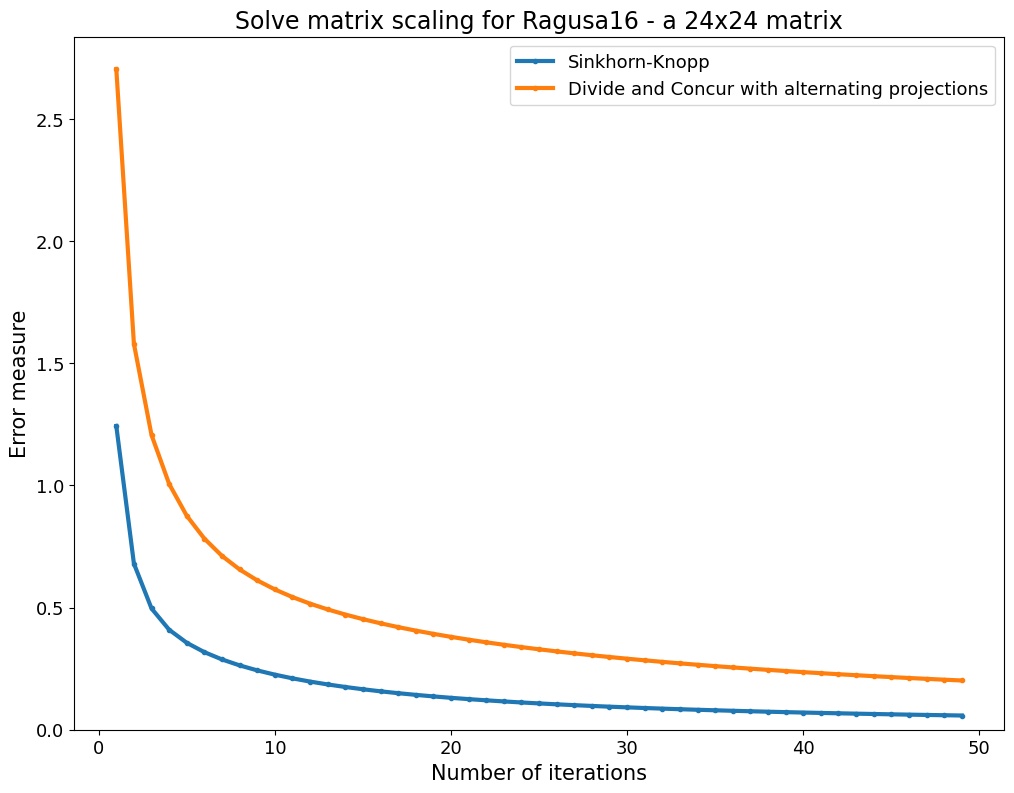 Solve matrix scaling for Ragusa16 - a 24x24 matrix
Sinkhorn-Knopp
Divide and Concur with alternating projections
Error measure
2.5
2.0
1.5
1.0
0.5
0.0
0 10 20 30 40 50
Number of iterations